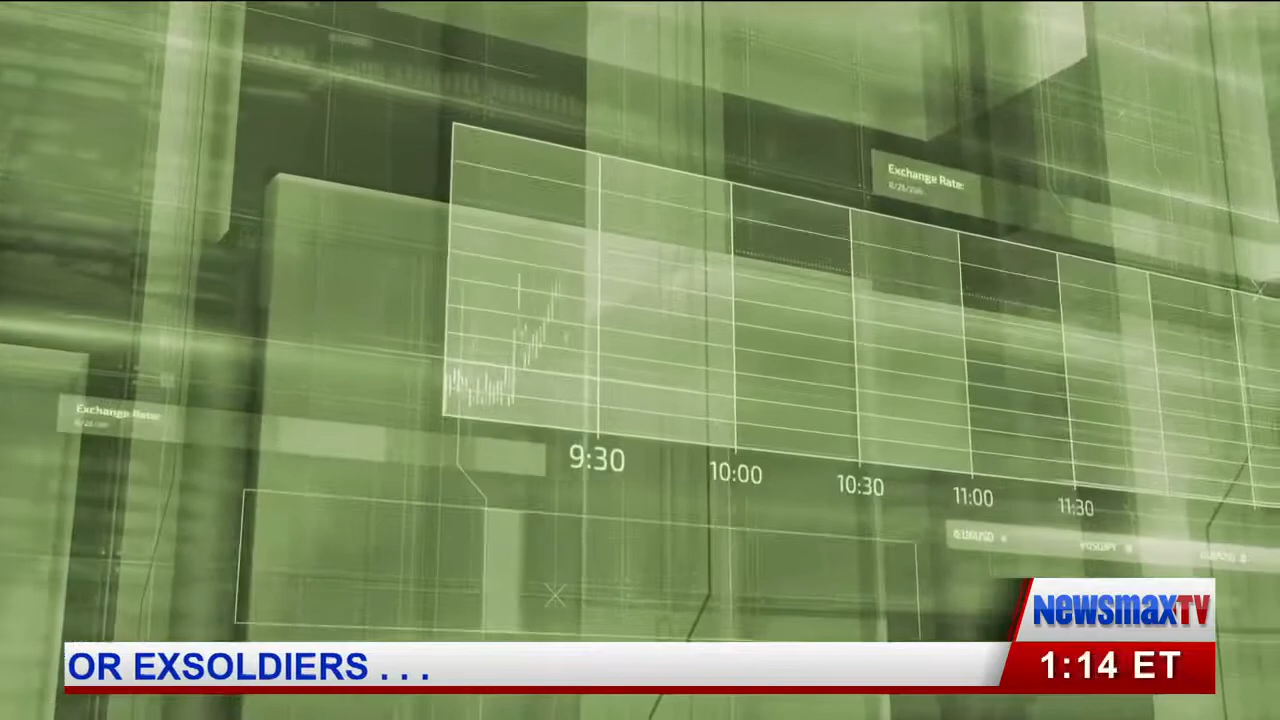 Exchange Rate:
Exchange Rate:
9:30
10:00
10:30
11:00
11:30
NEWSMAXTV
OR EXSOLDIERS . . .
1:14 ET